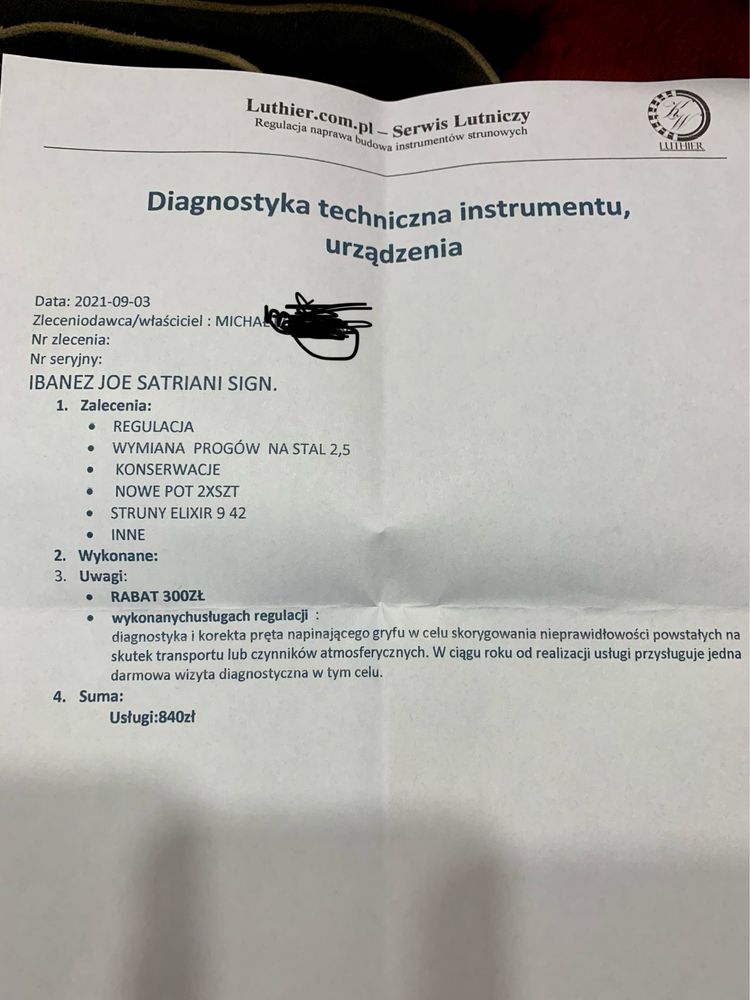 Luthier.com.pl – Serwis Lutniczy
Regulacja naprawa budowa instrumentów strunowych
LUTHIER
Diagnostyka techniczna instrumentu,
urządzenia
Data: 2021-09-03
Zleceniodawca/właściciel : MICHAŁ
Nr zlecenia:
Nr seryjny:
IBANEZ JOE SATRIANI SIGN.
1. Zalecenia:
• REGULACJA
• WYMIANA PROGÓW NA STAL 2,5
• KONSERWACJE
• NOWE POT 2XSZT
• STRUNY ELIXIR 9 42
• INNE
2. Wykonane:
3. Uwagi:
• RABAT 300ZŁ
• wykonanychusługach regulacji :
diagnostyka i korekta pręta napinającego gryfu w celu skorygowania nieprawidłowości powstałych na
skutek transportu lub czynników atmosferycznych. W ciągu roku od realizacji usługi przysługuje jedna
darmowa wizyta diagnostyczna w tym celu.
4. Suma:
Usługi:840zł